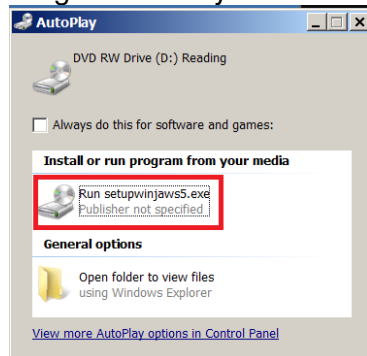 AutoPlay
DVD RW Drive (D:) Reading
Always do this for software and games:
Install or run program from your media
Run setupwinjaws5.exe
Publisher not specified
General options
Open folder to view files
using Windows Explorer
View more AutoPlay options in Control Panel